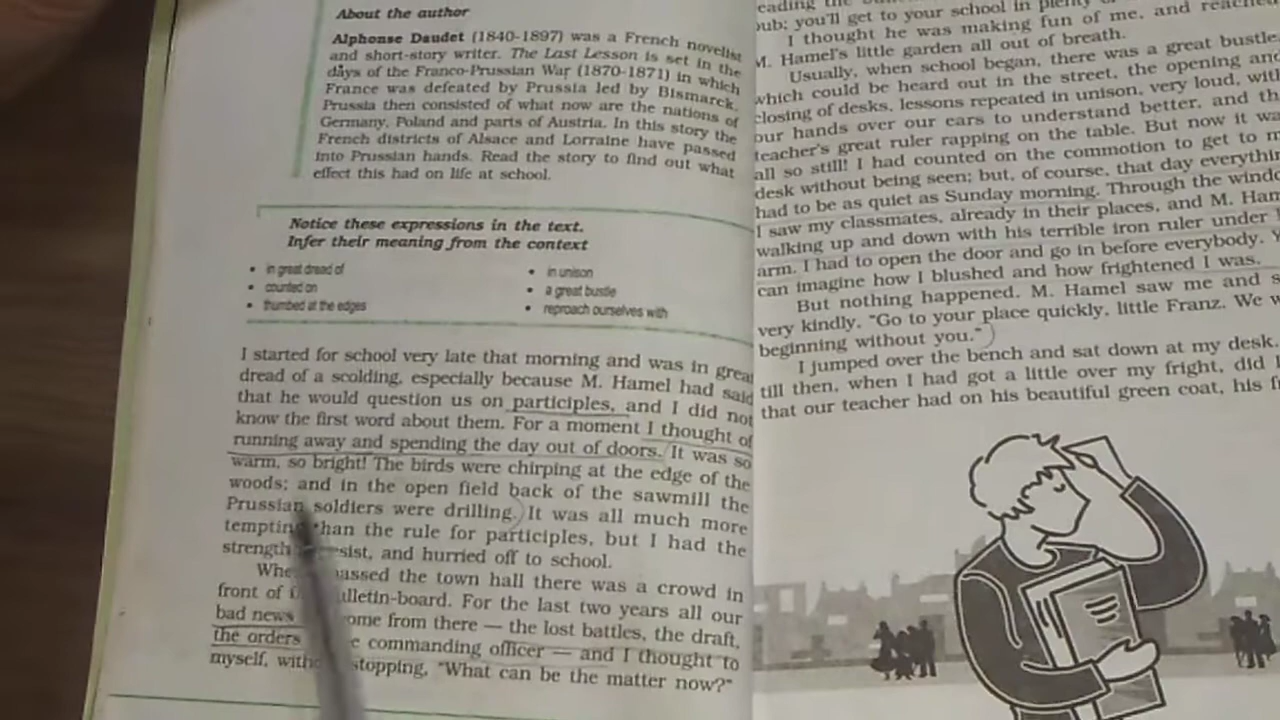 About the author
Alphonse Daudet (1840-1897) was a French novelist
and short-story writer. The Last Lesson is set in the
days of the Franco-Prussian War (1870-1871) in which
France was defeated by Prussia led by Bismarck.
Prussia then consisted of what now are the nations of
Germany, Poland and parts of Austria. In this story the
French districts of Alsace and Lorraine have passed
into Prussian hands. Read the story to find out what
effect this had on life at school.
Notice these expressions in the text.
Infer their meaning from the context
• in great dread of
• counted on
• thumbed at the edges
• in unison
• a great bustle
• reproach ourselves with
I started for school very late that morning and was in great
dread of a scolding, especially because M. Hamel had said
that he would question us on participles, and I did not
know the first word about them. For a moment I thought of
running away and spending the day out of doors. It was so
warm, so bright! The birds were chirping at the edge of the
woods; and in the open field back of the sawmill the
Prussian soldiers were drilling. It was all much more
tempting than the rule for participles, but I had the
strength and hurried off to school.
passed the town hall there was a crowd in
front of bulletin-board. For the last two years all our
bad news come from there — the lost battles, the draft,
the orders commanding officer — and I thought to
myself, without stopping, "What can be the matter now?"
you'll get to your school in
I thought he was making fun of me, and reached
M. Hamel's little garden all out of breath.
Usually, when school began, there was a great bustle,
which could be heard out in the street, the opening and
closing of desks, lessons repeated in unison, very loud, with
our hands over our ears to understand better, and the
teacher's great ruler rapping on the table. But now it was
all so still! I had counted on the commotion to get to
desk without being seen; but, of course, that day everything
had to be as quiet as Sunday morning. Through the window
I saw my classmates, already in their places, and M. Hamel
walking up and down with his terrible iron ruler under
arm. I had to open the door and go in before everybody.
can imagine how I blushed and how frightened I was.
But nothing happened. M. Hamel saw me and
very kindly, "Go to your place quickly, little Franz. We
beginning without you."
I jumped over the bench and sat down at my desk.
till then, when I had got a little over my fright, did
that our teacher had on his beautiful green coat, his